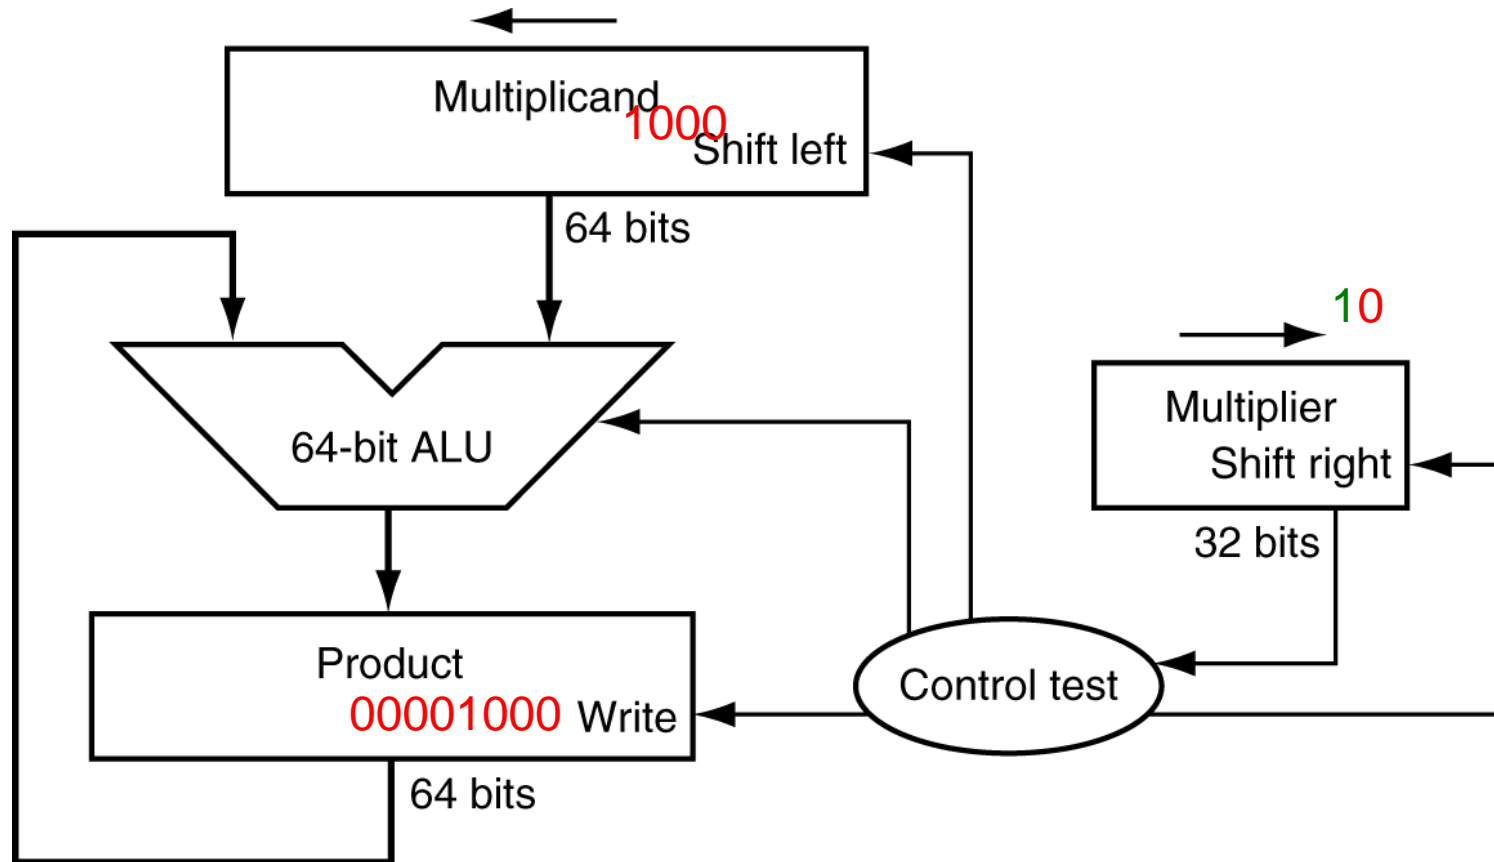 Multiplicand
1000
Shift left
64 bits
10
Multiplier
Shift right
64-bit ALU
32 bits
Product
Control test
00001000 Write
64 bits